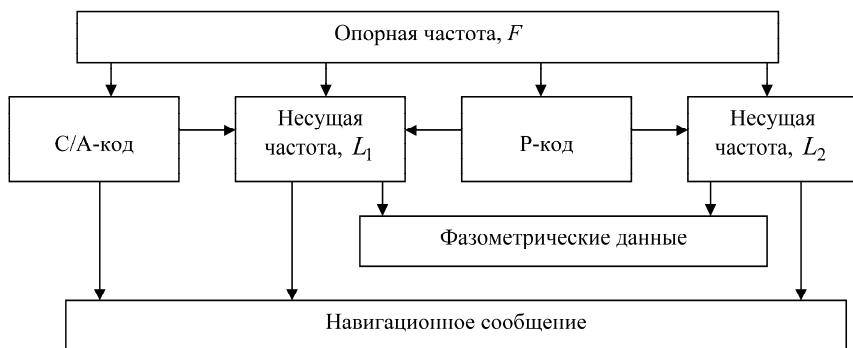 Опорная частота, F
С/А-код
Несущая
частота, L₁
Р-код
Несущая
частота, L₂
Фазометрические данные
Навигационное сообщение